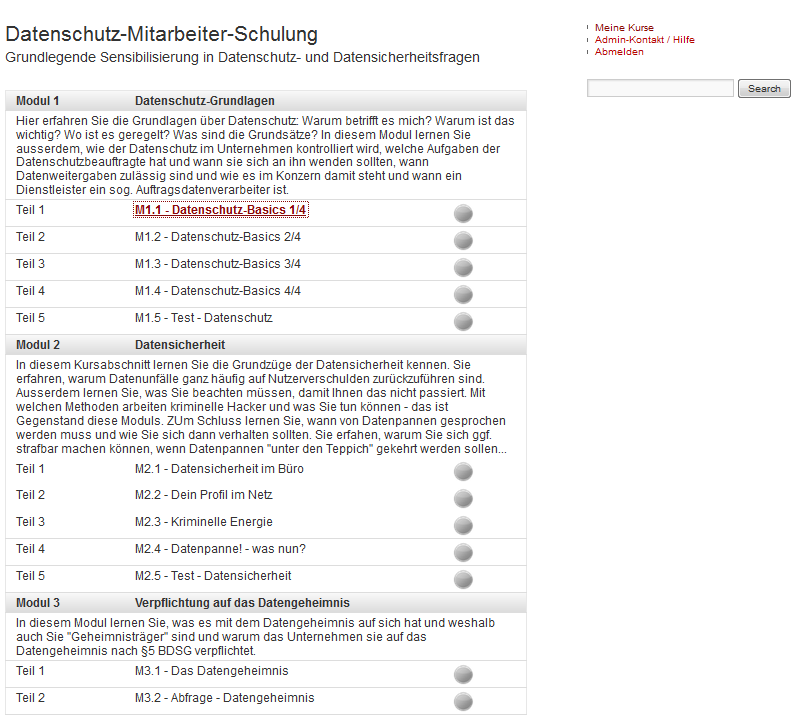 Datenschutz-Mitarbeiter-Schulung
Grundlegende Sensibilisierung in Datenschutz- und Datensicherheitsfragen
Meine Kurse
Admin-Kontakt / Hilfe
Abmelden
Search
Modul 1 Datenschutz-Grundlagen
Hier erfahren Sie die Grundlagen über Datenschutz: Warum betrifft es mich? Warum ist das
wichtig? Wo ist es geregelt? Was sind die Grundsätze? In diesem Modul lernen Sie
ausserdem, wie der Datenschutz im Unternehmen kontrolliert wird, welche Aufgaben der
Datenschutzbeauftragte hat und wann sie sich an ihn wenden sollten, wann
Datenweitergaben zulässig sind und wie es im Konzern damit steht und wann ein
Dienstleister ein sog. Auftragsdatenverarbeiter ist.
Teil 1 M1.1 - Datenschutz-Basics 1/4
Teil 2 M1.2 - Datenschutz-Basics 2/4
Teil 3 M1.3 - Datenschutz-Basics 3/4
Teil 4 M1.4 - Datenschutz-Basics 4/4
Teil 5 M1.5 - Test - Datenschutz
Modul 2 Datensicherheit
In diesem Kursabschnitt lernen Sie die Grundzüge der Datensicherheit kennen. Sie
erfahren, warum Datenunfälle ganz häufig auf Nutzerverschulden zurückzuführen sind.
Ausserdem lernen Sie, was Sie beachten müssen, damit Ihnen das nicht passiert. Mit
welchen Methoden arbeiten kriminelle Hacker und was Sie tun können - das ist
Gegenstand diese Moduls. ZUm Schluss lernen Sie, wann von Datenpannen gesprochen
werden muss und wie Sie sich dann verhalten sollten. Sie erfahen, warum Sie sich ggf.
strafbar machen können, wenn Datenpannen "unter den Teppich" gekehrt werden sollen...
Teil 1 M2.1 - Datensicherheit im Büro
Teil 2 M2.2 - Dein Profil im Netz
Teil 3 M2.3 - Kriminelle Energie
Teil 4 M2.4 - Datenpanne! - was nun?
Teil 5 M2.5 - Test - Datensicherheit
Modul 3 Verpflichtung auf das Datengeheimnis
In diesem Modul lernen Sie, was es mit dem Datengeheimnis auf sich hat und weshalb
auch Sie "Geheimnisträger" sind und warum das Unternehmen sie auf das
Datengeheimnis nach §5 BDSG verpflichtet.
Teil 1 M3.1 - Das Datengeheimnis
Teil 2 M3.2 - Abfrage - Datengeheimnis